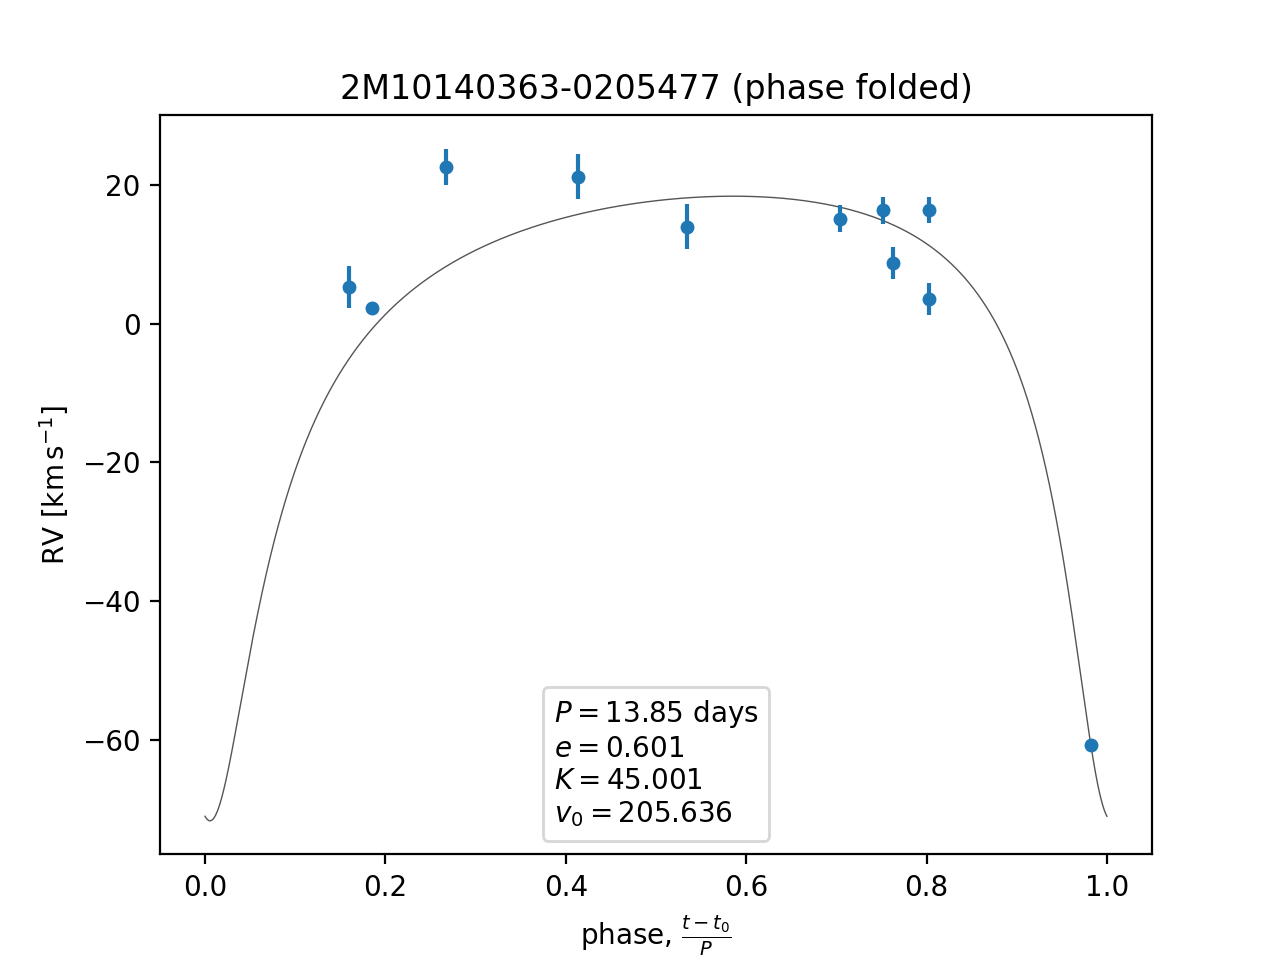 2M10140363-0205477 (phase folded)
20
0
−20
−40
−60
RV [km s⁻¹]
P = 13.85 days
e = 0.601
K = 45.001
v₀ = 205.636
0.0 0.2 0.4 0.6 0.8 1.0
phase, (t − t₀)/P